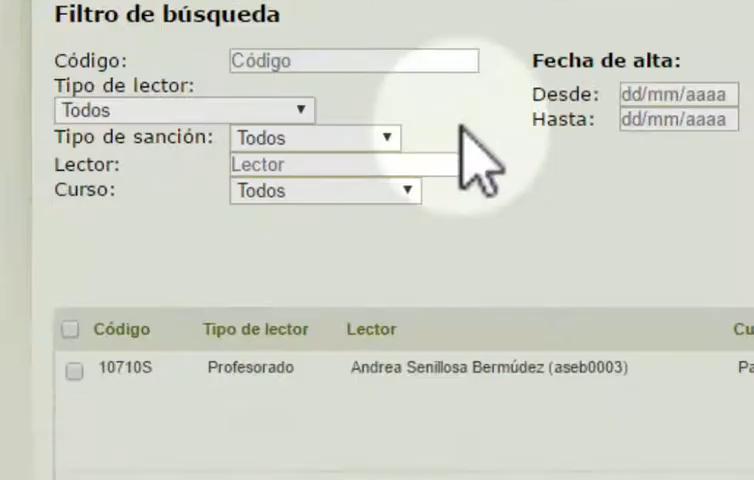 Filtro de búsqueda
Código: Código
Tipo de lector:
Todos
Tipo de sanción: Todos
Lector: Lector
Curso: Todos
Fecha de alta:
Desde: dd/mm/aaaa
Hasta: dd/mm/aaaa
Código Tipo de lector Lector Cu
10710S Profesorado Andrea Senillosa Bermúdez (aseb0003) Pa